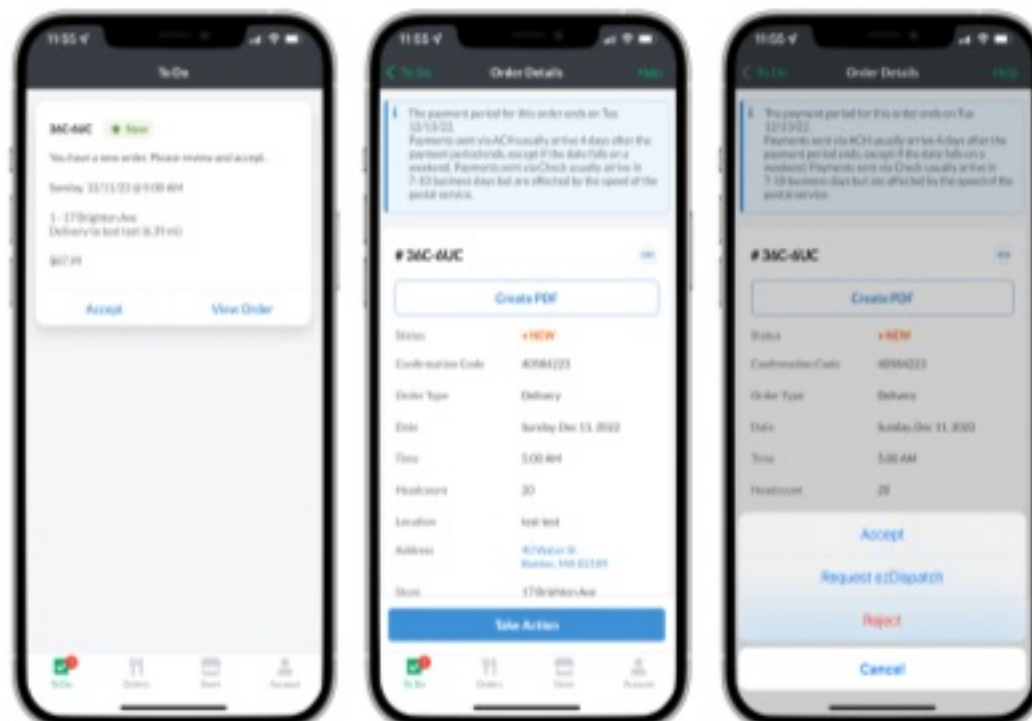 11:55
To Do
36C-6UC New
You have a new order. Please review and accept.
Sunday, 12/11/22 @ 5:00 AM
1 - 17 Brighton Ave
Delivery to test test (6.39 mi)
Accept View Order
To Do Orders Store Account
11:55
To Do Order Details Help
The payment period for this order ends on Tue
12/13/22.
Payments sent via ACH usually arrive 4 days after the
payment period ends, except if the date falls on a
weekend. Payments sent via Check usually arrive in
7-10 business days but are affected by the speed of the
postal service.
# 36C-6UC
Create PDF
Status NEW
Confirmation Code
Order Type Delivery
Date Sunday, Dec 11, 2022
Time 5:00 AM
Headcount 20
Location test test
Address 40 Water St
Boston, MA 02109
Store 17 Brighton Ave
Take Action
To Do Orders Store Account
11:55
To Do Order Details Help
The payment period for this order ends on Tue
12/13/22.
Payments sent via ACH usually arrive 4 days after the
payment period ends, except if the date falls on a
weekend. Payments sent via Check usually arrive in
7-10 business days but are affected by the speed of the
postal service.
# 36C-6UC
Create PDF
Status NEW
Confirmation Code
Order Type Delivery
Date Sunday, Dec 11, 2022
Time 5:00 AM
Headcount 20
Accept
Request ezDispatch
Reject
Cancel